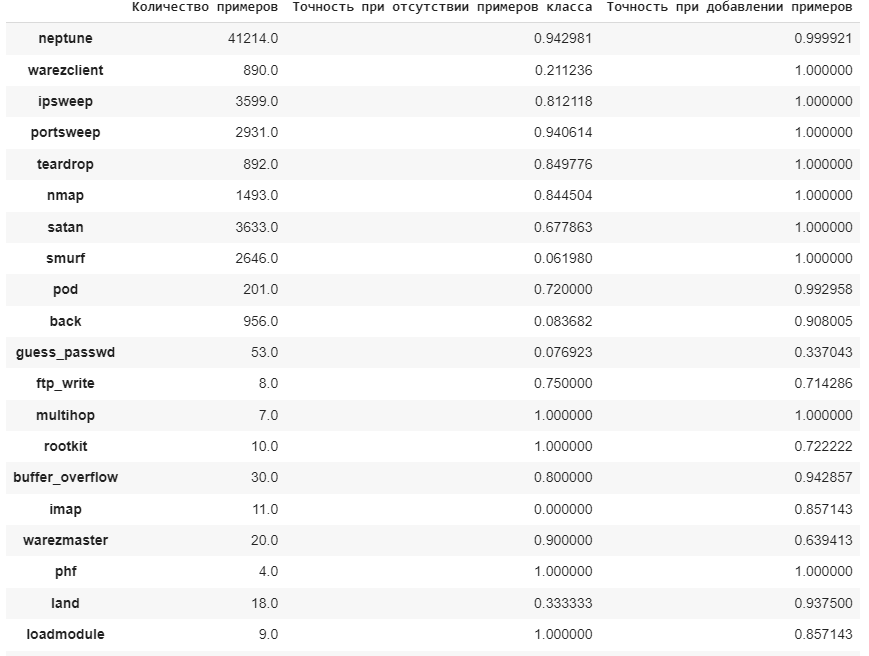 Количество примеров Точность при отсутствии примеров класса Точность при добавлении примеров
neptune 41214.0 0.942981 0.999921
warezclient 890.0 0.211236 1.000000
ipsweep 3599.0 0.812118 1.000000
portsweep 2931.0 0.940614 1.000000
teardrop 892.0 0.849776 1.000000
nmap 1493.0 0.844504 1.000000
satan 3633.0 0.677863 1.000000
smurf 2646.0 0.061980 1.000000
pod 201.0 0.720000 0.992958
back 956.0 0.083682 0.908005
guess_passwd 53.0 0.076923 0.337043
ftp_write 8.0 0.750000 0.714286
multihop 7.0 1.000000 1.000000
rootkit 10.0 1.000000 0.722222
buffer_overflow 30.0 0.800000 0.942857
imap 11.0 0.000000 0.857143
warezmaster 20.0 0.900000 0.639413
phf 4.0 1.000000 1.000000
land 18.0 0.333333 0.937500
loadmodule 9.0 1.000000 0.857143